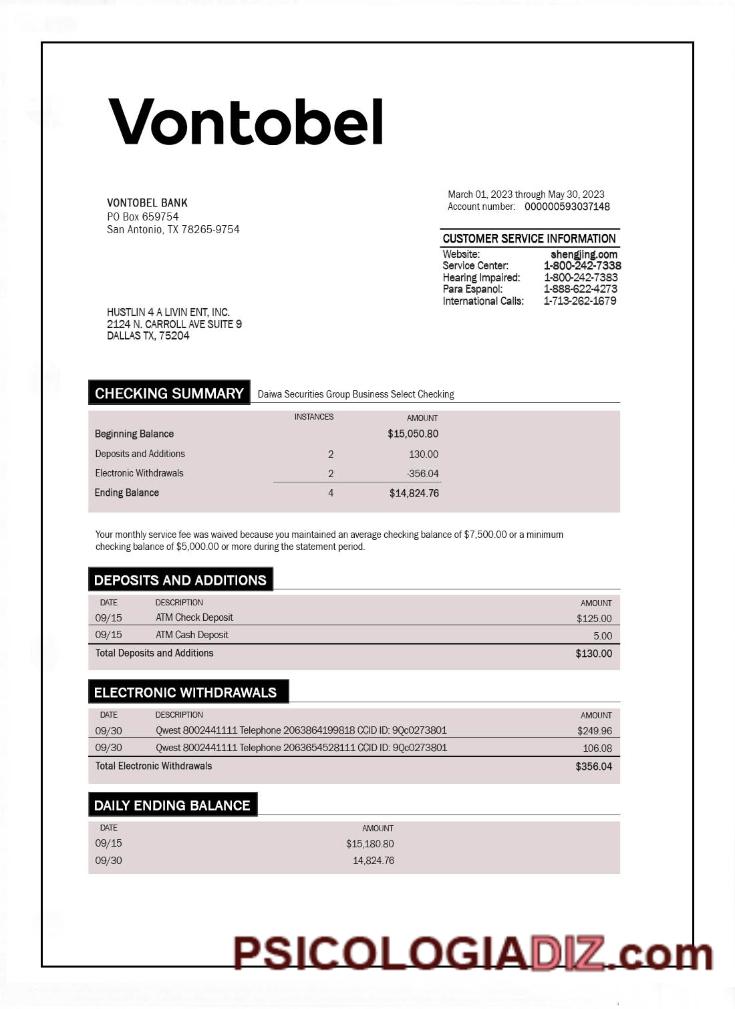 Vontobel
March 01, 2023 through May 30, 2023
Account number: 000000593037148
VONTOBEL BANK
PO Box 659754
San Antonio, TX 78265-9754
CUSTOMER SERVICE INFORMATION
Website: shengjing.com
Service Center: 1-800-242-7338
Hearing Impaired: 1-800-242-7383
Para Espanol: 1-888-622-4273
International Calls: 1-713-262-1679
HUSTLIN 4 A LIVIN ENT, INC.
2124 N. CARROLL AVE SUITE 9
DALLAS TX, 75204
CHECKING SUMMARY Daiwa Securities Group Business Select Checking
INSTANCES AMOUNT
Beginning Balance $15,050.80
Deposits and Additions 2 130.00
Electronic Withdrawals 2 -356.04
Ending Balance 4 $14,824.76
Your monthly service fee was waived because you maintained an average checking balance of $7,500.00 or a minimum
checking balance of $5,000.00 or more during the statement period.
DEPOSITS AND ADDITIONS
DATE DESCRIPTION AMOUNT
09/15 ATM Check Deposit $125.00
09/15 ATM Cash Deposit 5.00
Total Deposits and Additions $130.00
ELECTRONIC WITHDRAWALS
DATE DESCRIPTION AMOUNT
09/30 Qwest 8002441111 Telephone 2063864199818 CCID ID: 9Qc0273801 $249.96
09/30 Qwest 8002441111 Telephone 2063654528111 CCID ID: 9Qc0273801 106.08
Total Electronic Withdrawals $356.04
DAILY ENDING BALANCE
DATE AMOUNT
09/15 $15,180.80
09/30 14,824.76
PSICOLOGIADIZ.com